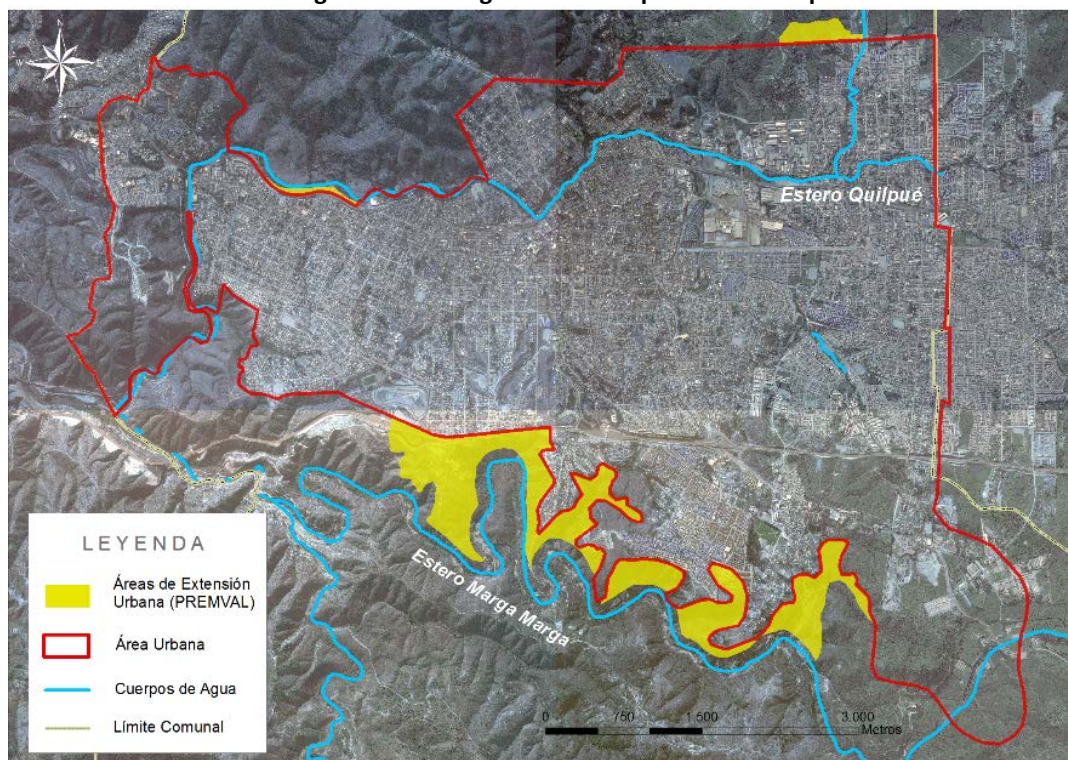 Estero Quilpué
Estero Marga Marga
LEYENDA
Áreas de Extensión
Urbana (PREMVAL)
Área Urbana
Cuerpos de Agua
Límite Comunal
0 750 1.500 3.000
Metros